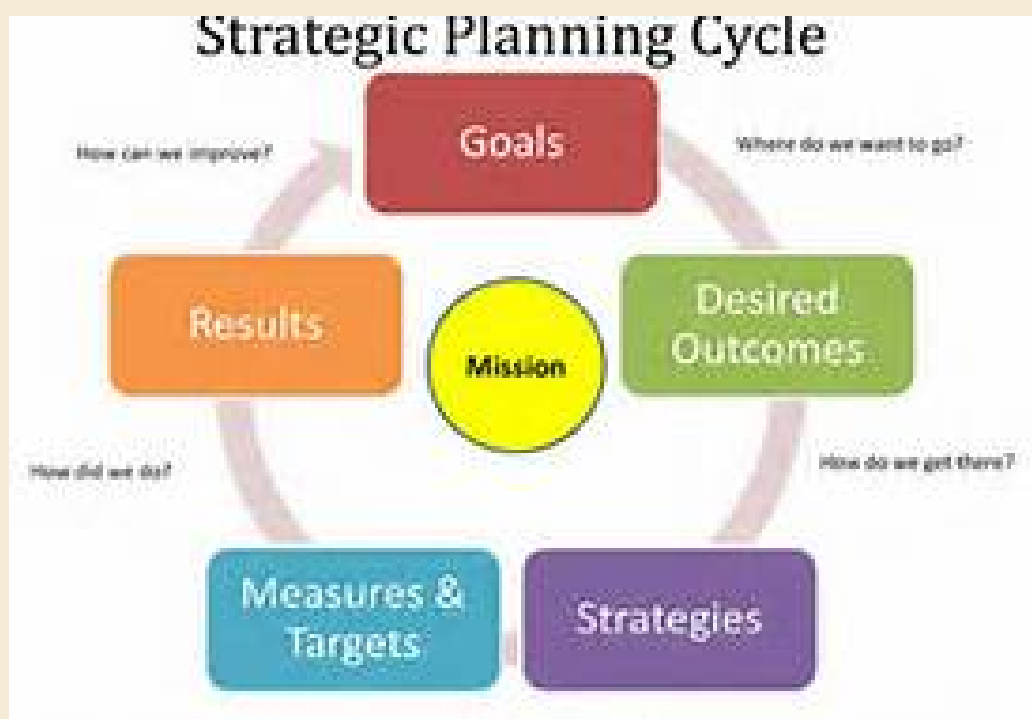 Strategic Planning Cycle
Goals
How can we improve?
Where do we want to go?
Results
Desired
Outcomes
Mission
How did we do?
How do we get there?
Measures &
Targets
Strategies